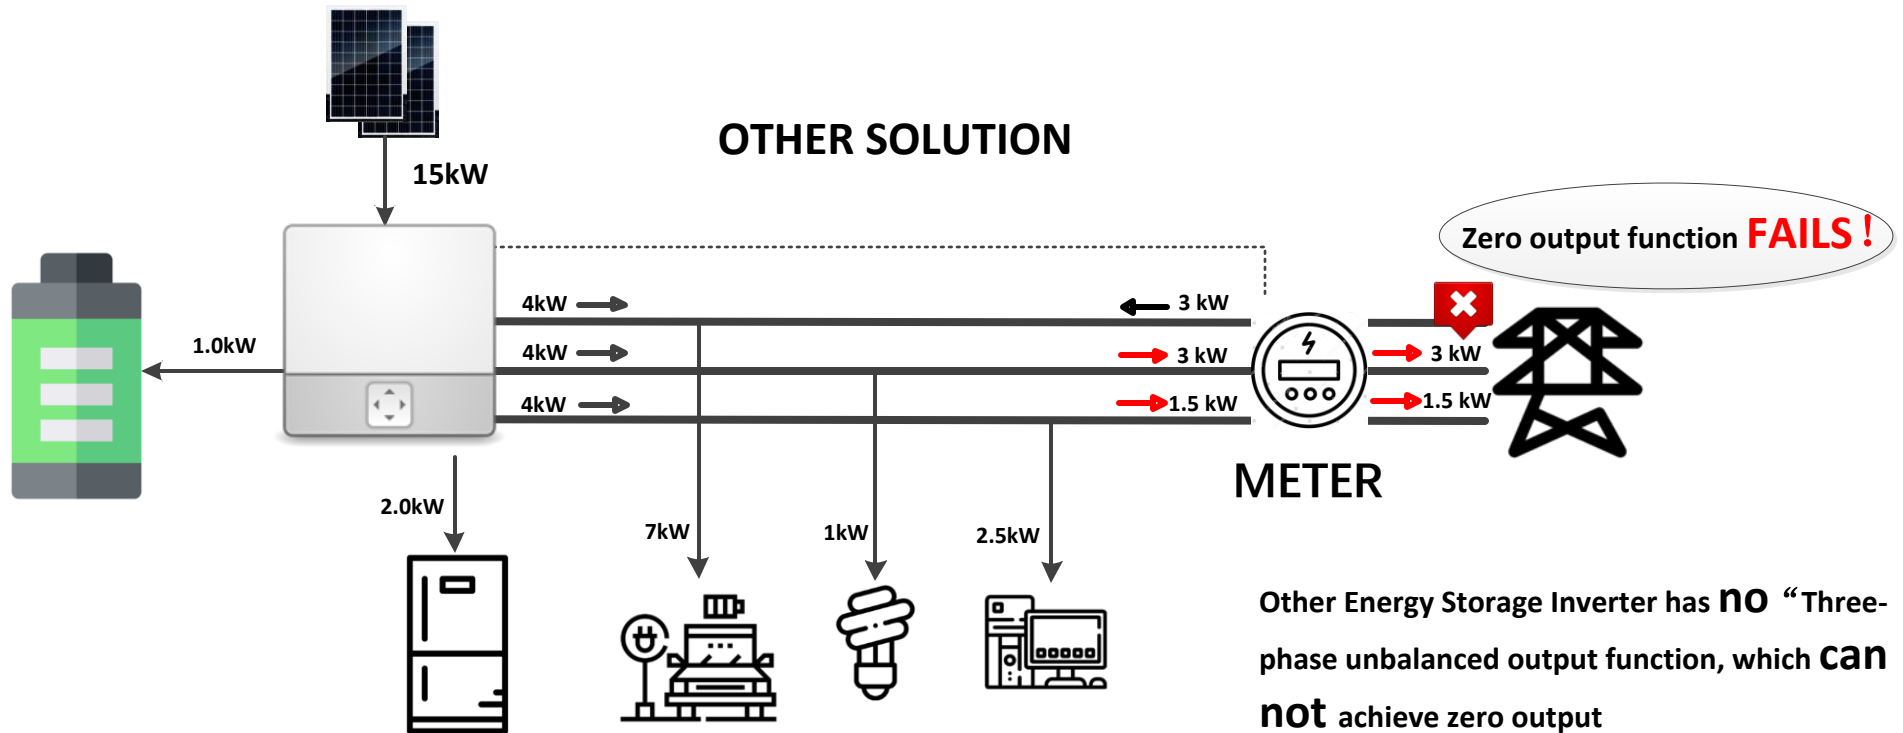 OTHER SOLUTION
15kW
Zero output function FAILS！
4kW
3 kW
1.0kW
4kW
3 kW
3 kW
4kW
1.5 kW
1.5 kW
METER
2.0kW
7kW
1kW
2.5kW
Other Energy Storage Inverter has no “Three-
phase unbalanced output function, which can
not achieve zero output